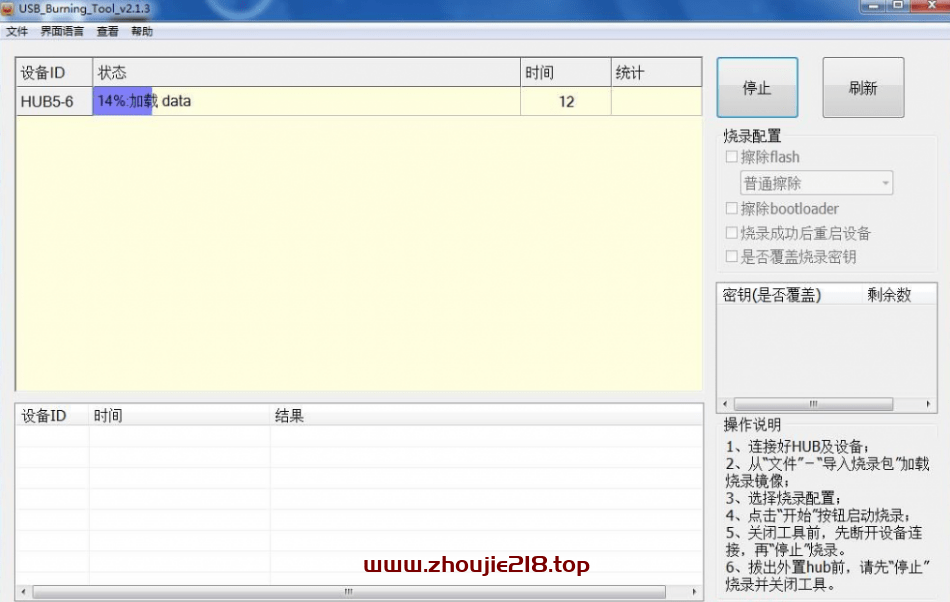 USB_Burning_Tool_v2.1.3
文件 界面语言 查看 帮助
设备ID 状态 时间 统计
HUB5-6 14%:加载 data 12
停止 刷新
烧录配置
擦除flash
普通擦除
擦除bootloader
烧录成功后重启设备
是否覆盖烧录密钥
密钥(是否覆盖) 剩余数
设备ID 时间 结果
操作说明
1、连接好HUB及设备；
2、从“文件”－“导入烧录包”加载
烧录镜像；
3、选择烧录配置；
4、点击“开始”按钮启动烧录；
5、关闭工具前，先断开设备连
接，再“停止”烧录。
6、拔出外置hub前，请先“停止”
烧录并关闭工具。
www.zhoujie218.top